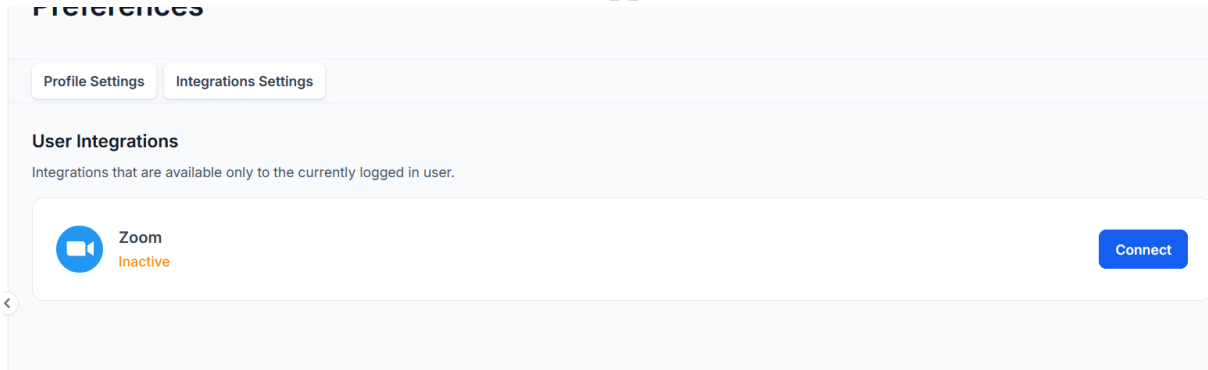 Preferences
Profile Settings
Integrations Settings
User Integrations
Integrations that are available only to the currently logged in user.
Zoom
Inactive
Connect